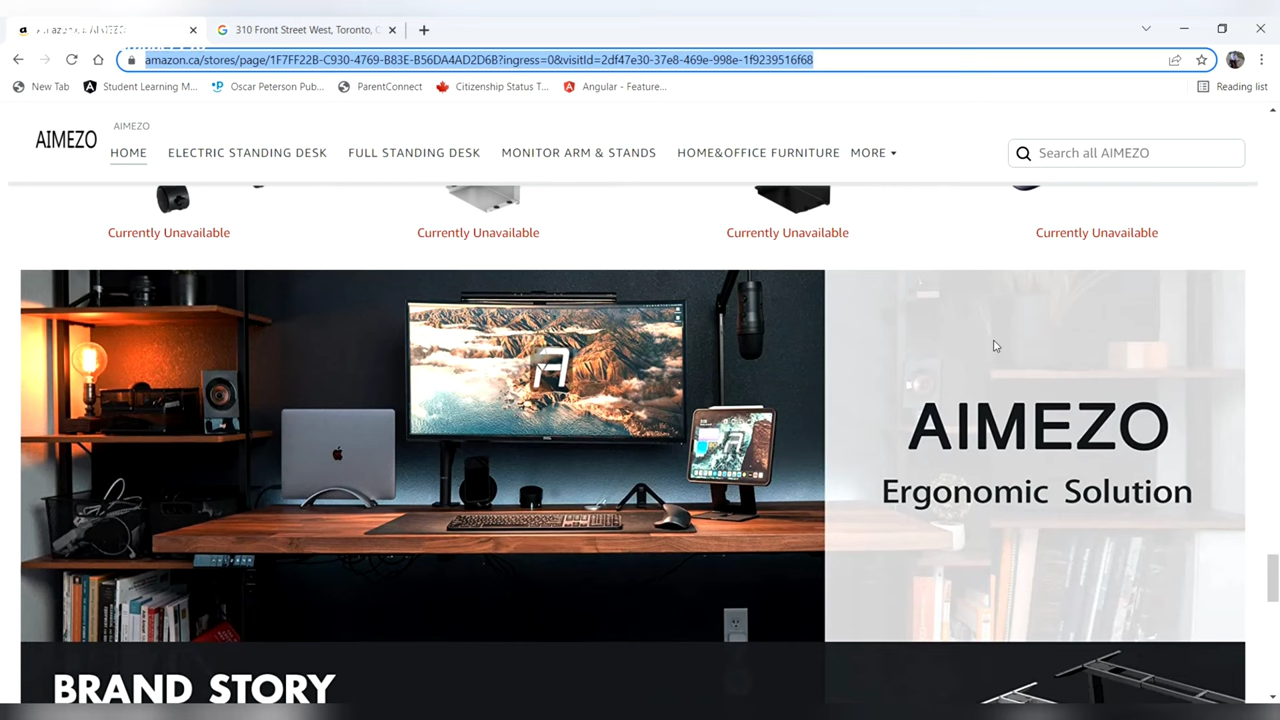 310 Front Street West, Toronto,
amazon.ca/stores/page/1F7FF22B-C930-4769-B83E-B56DA4AD2D6B?ingress=0&visitId=2df47e30-37e8-469e-998e-1f9239516f68
New Tab Student Learning M... Oscar Peterson Pub... ParentConnect Citizenship Status T... Angular - Feature... Reading list
AIMEZO
AIMEZO
HOME ELECTRIC STANDING DESK FULL STANDING DESK MONITOR ARM & STANDS HOME&OFFICE FURNITURE MORE Search all AIMEZO
Currently Unavailable Currently Unavailable Currently Unavailable Currently Unavailable
AIMEZO
Ergonomic Solution
BRAND STORY